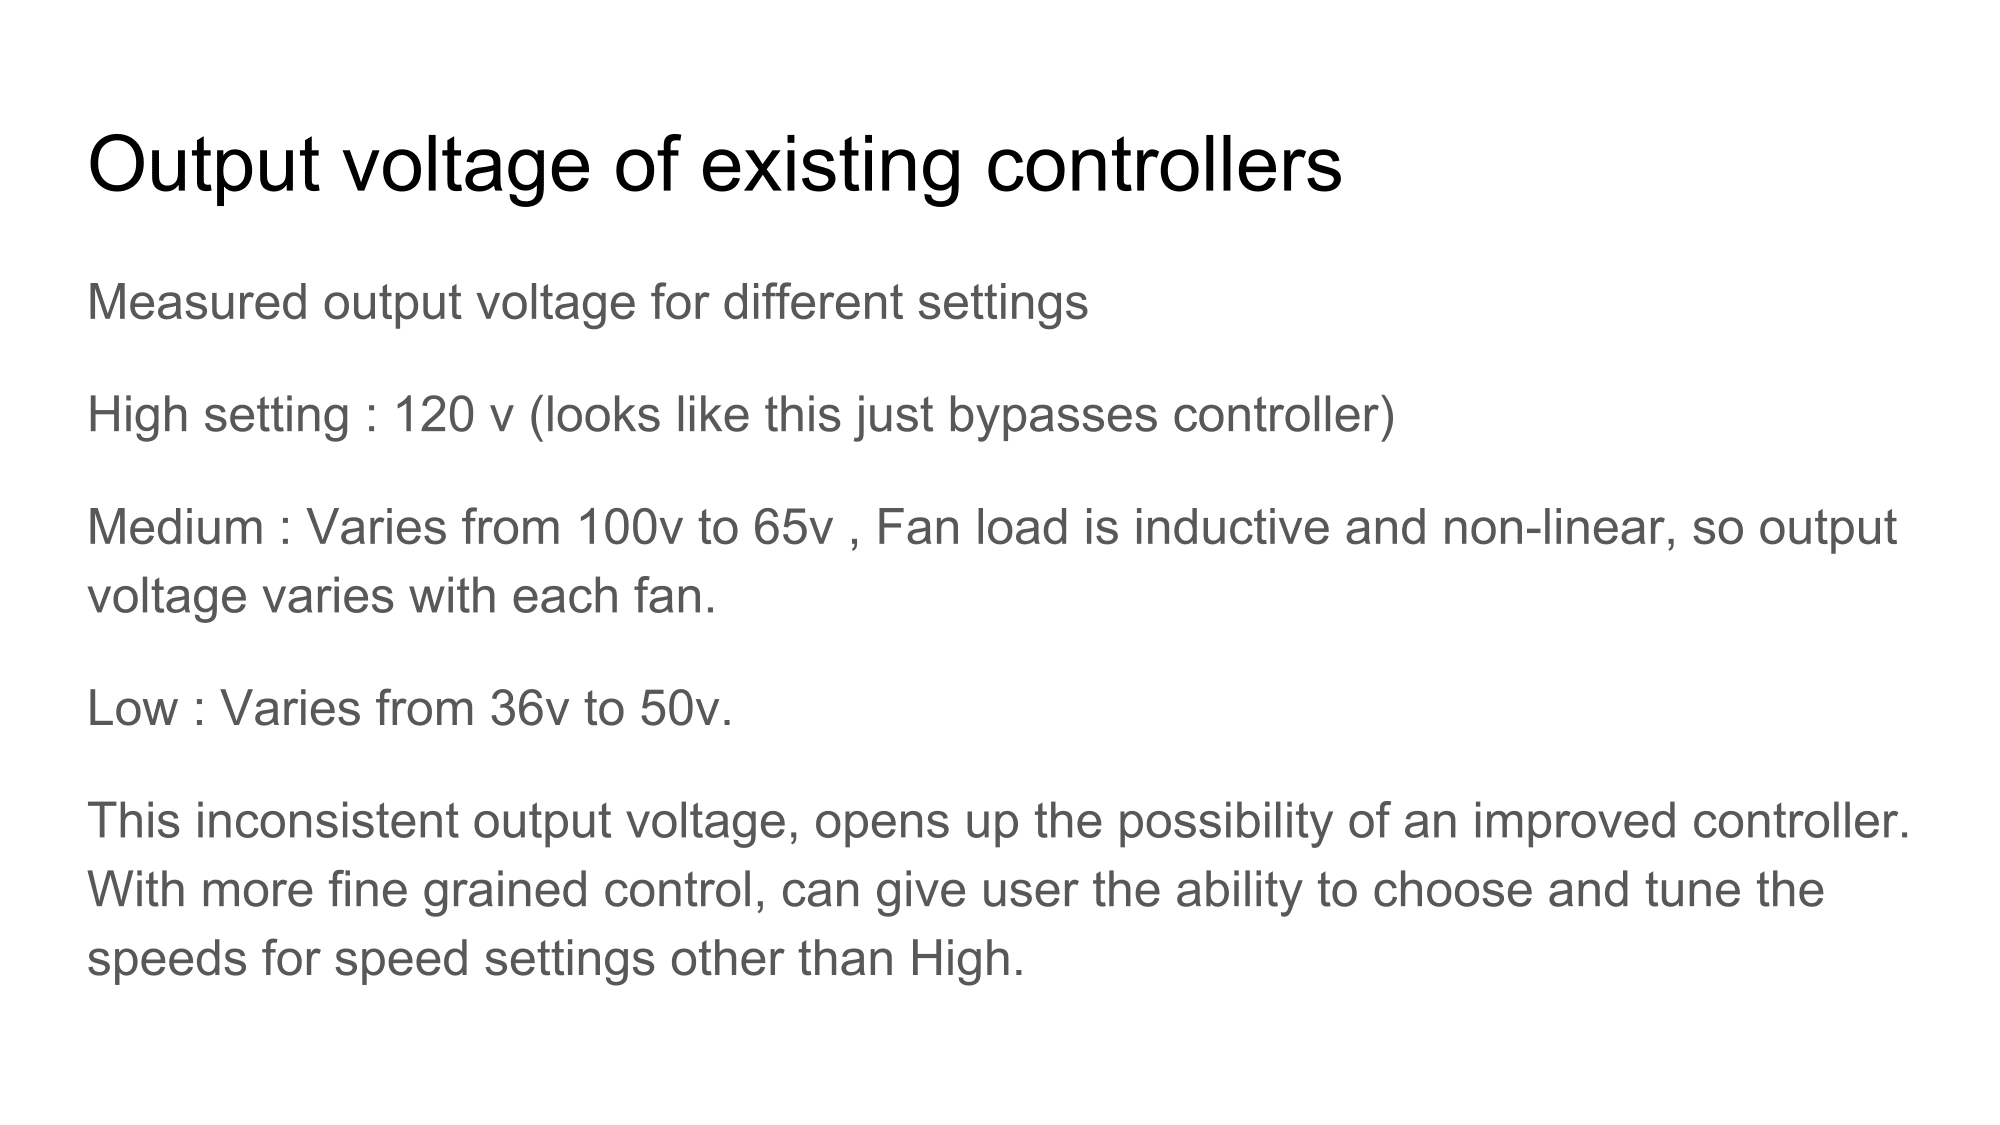 Output voltage of existing controllers
Measured output voltage for different settings
High setting : 120 v (looks like this just bypasses controller)
Medium : Varies from 100v to 65v , Fan load is inductive and non-linear, so output
voltage varies with each fan.
Low : Varies from 36v to 50v.
This inconsistent output voltage, opens up the possibility of an improved controller.
With more fine grained control, can give user the ability to choose and tune the
speeds for speed settings other than High.